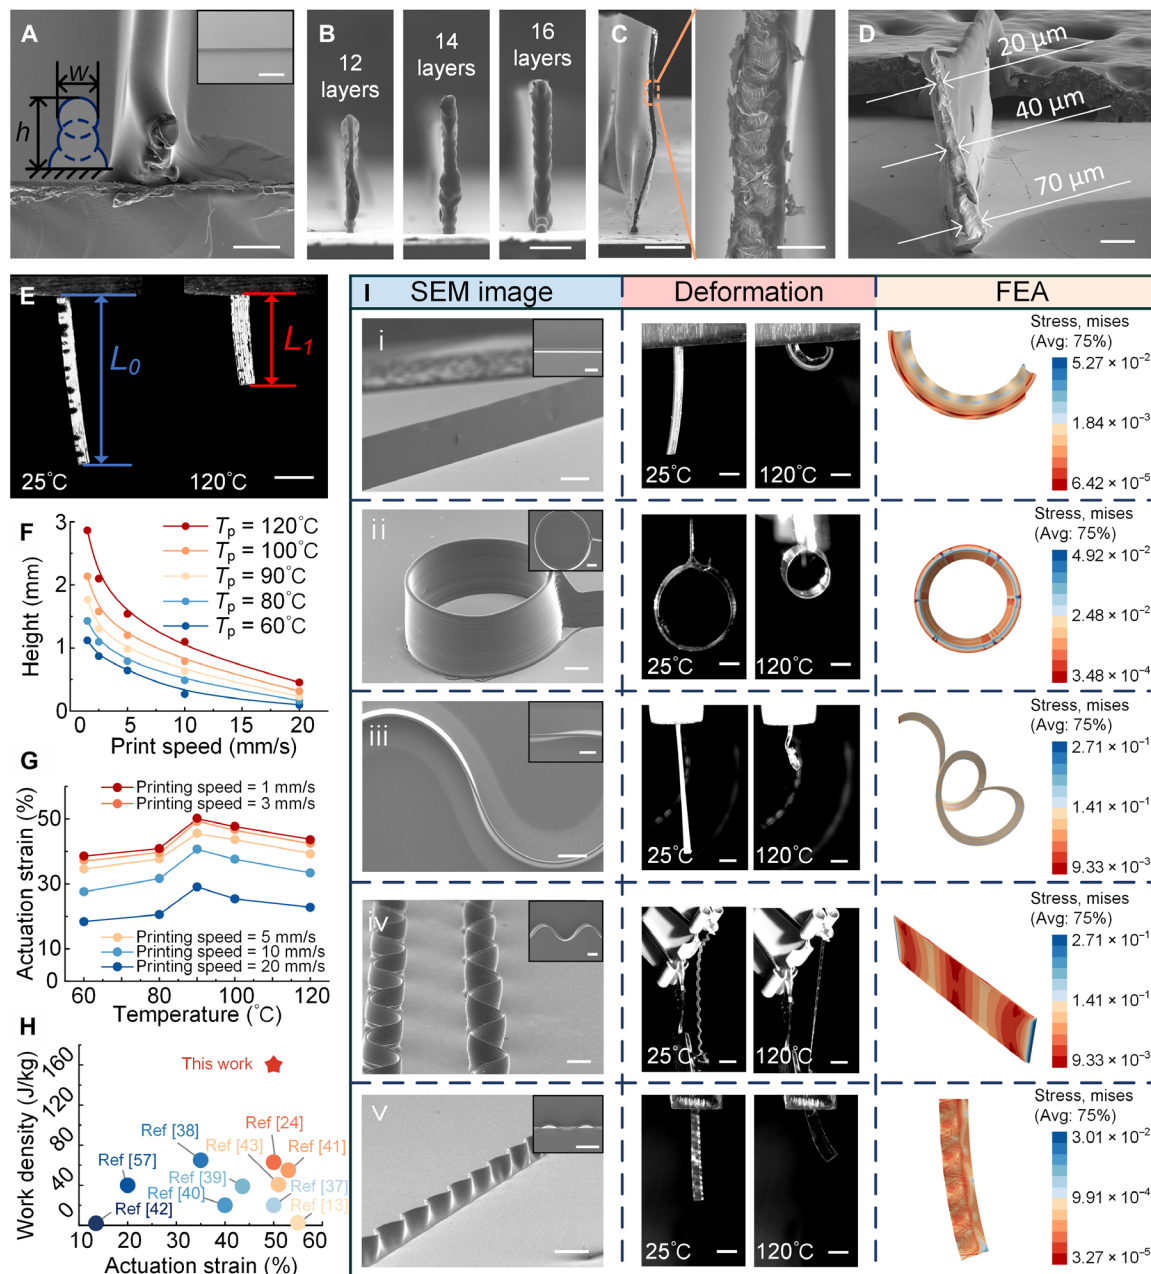 A
w
h
B
12
layers
14
layers
16
layers
C
D
20 μm
40 μm
70 μm
E
L0
L1
25°C
120°C
F
Height (mm)
3
2
1
0
Tp = 120°C
Tp = 100°C
Tp = 90°C
Tp = 80°C
Tp = 60°C
0 5 10 15 20
Print speed (mm/s)
G
Actuation strain (%)
50
30
10
0
Printing speed = 1 mm/s
Printing speed = 3 mm/s
Printing speed = 5 mm/s
Printing speed = 10 mm/s
Printing speed = 20 mm/s
60 80 100 120
Temperature (°C)
H
Work density (J/kg)
160
120
80
40
0
This work
Ref [24]
Ref [38]
Ref [43]
Ref [41]
Ref [57]
Ref [39]
Ref [40]
Ref [37]
Ref [42]
Ref [13]
10 20 30 40 50 60
Actuation strain (%)
I
SEM image
Deformation
FEA
i
25°C
120°C
Stress, mises
(Avg: 75%)
5.27 × 10−2
1.84 × 10−3
6.42 × 10−5
ii
25°C
120°C
Stress, mises
(Avg: 75%)
4.92 × 10−2
2.48 × 10−2
3.48 × 10−4
iii
25°C
120°C
Stress, mises
(Avg: 75%)
2.71 × 10−1
1.41 × 10−1
9.33 × 10−3
iv
25°C
120°C
Stress, mises
(Avg: 75%)
2.71 × 10−1
1.41 × 10−1
9.33 × 10−3
v
25°C
120°C
Stress, mises
(Avg: 75%)
3.01 × 10−2
9.91 × 10−4
3.27 × 10−5